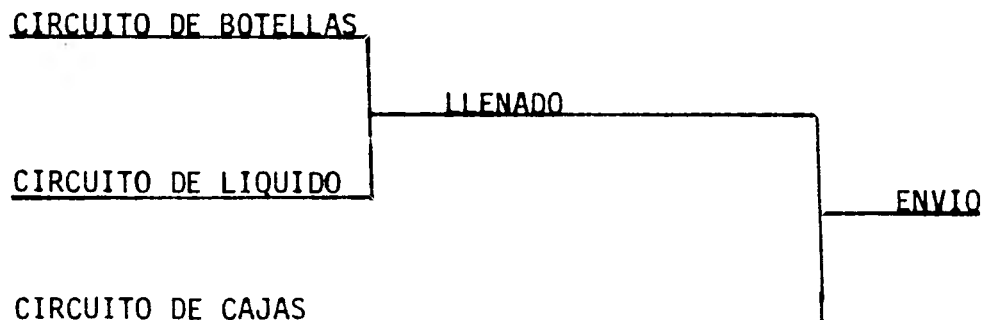 CIRCUITO DE BOTELLAS
LLENADO
CIRCUITO DE LIQUIDO
ENVIO
CIRCUITO DE CAJAS